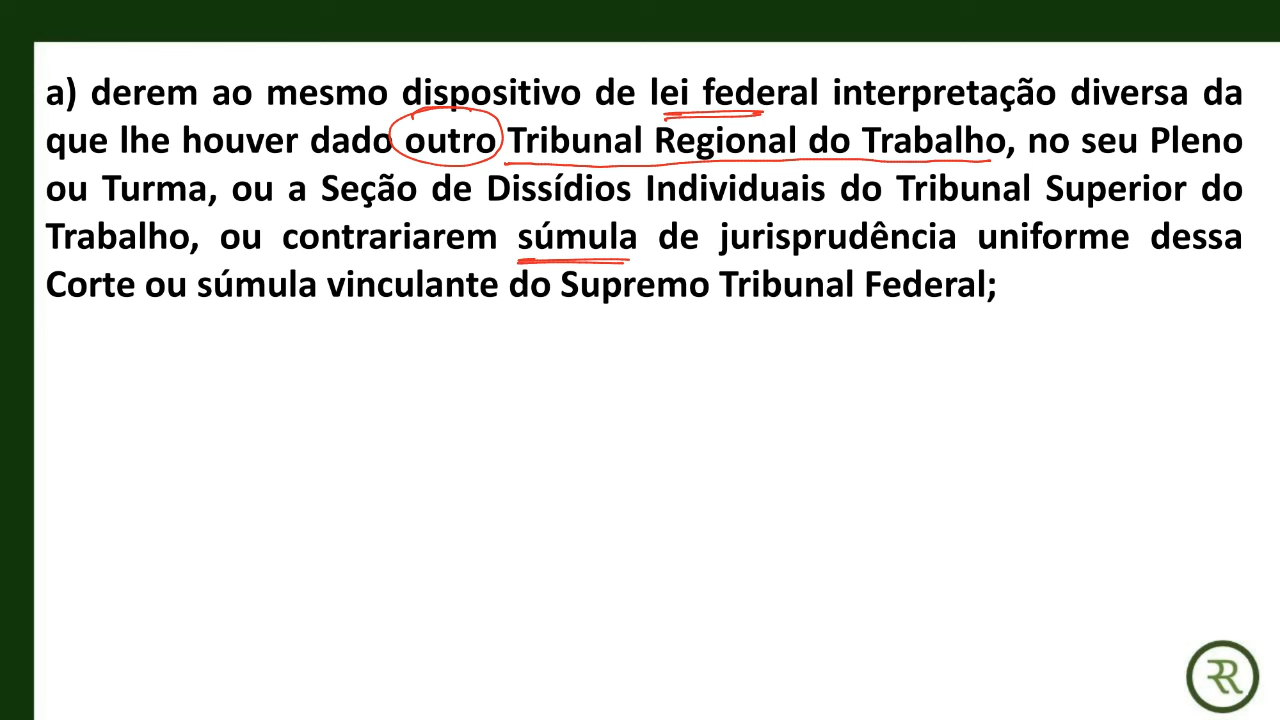 a) derem ao mesmo dispositivo de lei federal interpretação diversa da
que lhe houver dado outro Tribunal Regional do Trabalho, no seu Pleno
ou Turma, ou a Seção de Dissídios Individuais do Tribunal Superior do
Trabalho, ou contrariarem súmula de jurisprudência uniforme dessa
Corte ou súmula vinculante do Supremo Tribunal Federal;
RR